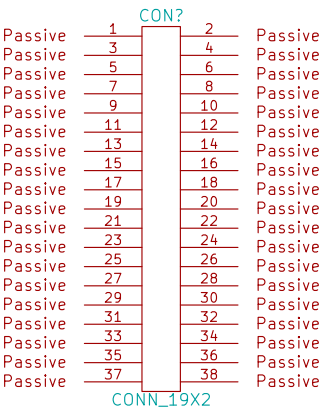 CON?
Passive 1 2 Passive
Passive 3 4 Passive
Passive 5 6 Passive
Passive 7 8 Passive
Passive 9 10 Passive
Passive 11 12 Passive
Passive 13 14 Passive
Passive 15 16 Passive
Passive 17 18 Passive
Passive 19 20 Passive
Passive 21 22 Passive
Passive 23 24 Passive
Passive 25 26 Passive
Passive 27 28 Passive
Passive 29 30 Passive
Passive 31 32 Passive
Passive 33 34 Passive
Passive 35 36 Passive
Passive 37 38 Passive
CONN_19X2